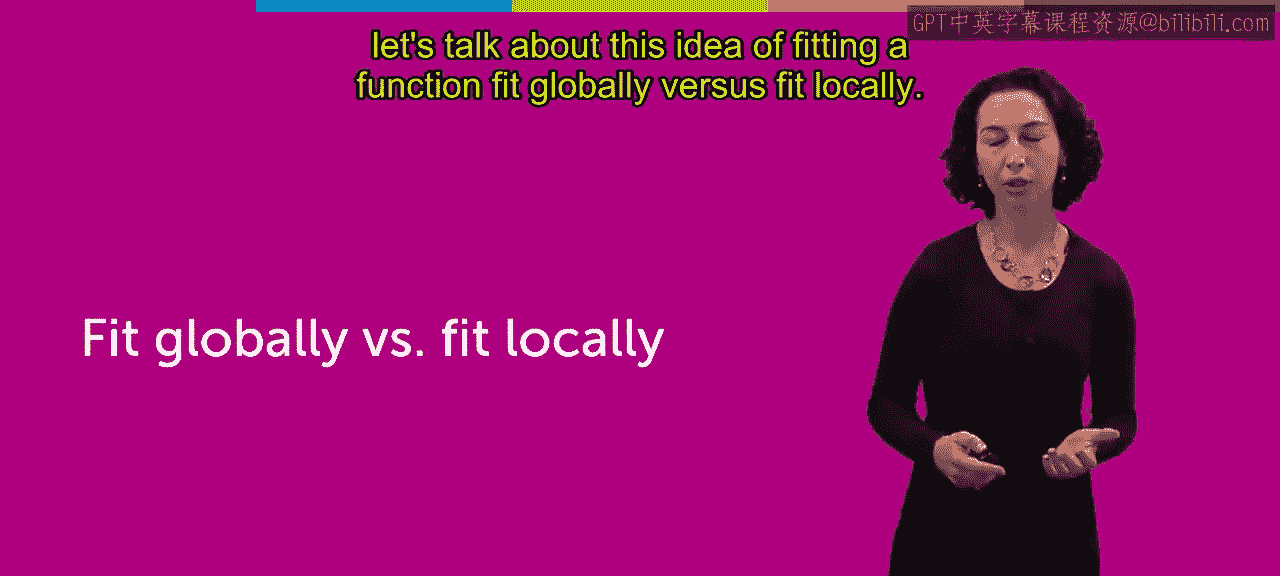 GPT中英字幕课程资源@bilibili.com
let's talk about this idea of fitting a
function fit globally versus fit locally.
Fit globally vs. fit locally